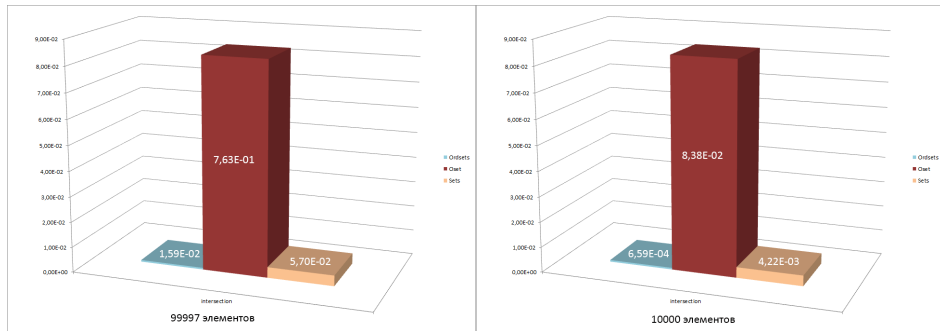 9,00E-02
8,00E-02
7,00E-02
6,00E-02
5,00E-02
4,00E-02
3,00E-02
2,00E-02
1,00E-02
0,00E+00
1,59E-02
7,63E-01
5,70E-02
intersection
99997 элементов
Ordsets
Oset
Sets
9,00E-02
8,00E-02
7,00E-02
6,00E-02
5,00E-02
4,00E-02
3,00E-02
2,00E-02
1,00E-02
0,00E+00
6,59E-04
8,38E-02
4,22E-03
intersection
10000 элементов
Ordsets
Oset
Sets